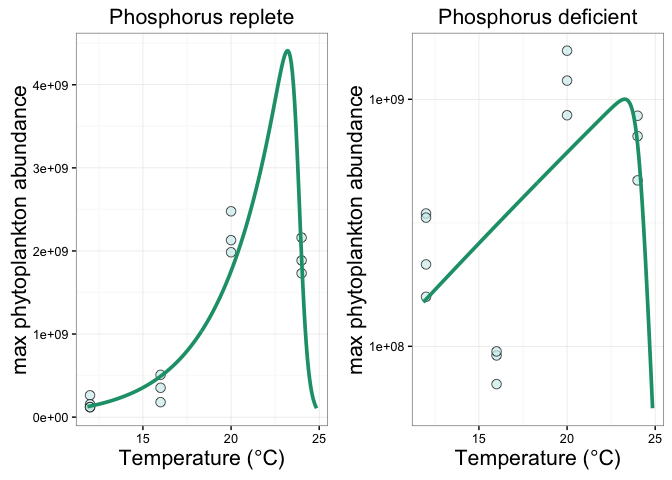 Phosphorus replete
max phytoplankton abundance
4e+09
3e+09
2e+09
1e+09
0e+00
15
20
25
Temperature (°C)
Phosphorus deficient
max phytoplankton abundance
1e+09
1e+08
15
20
25
Temperature (°C)